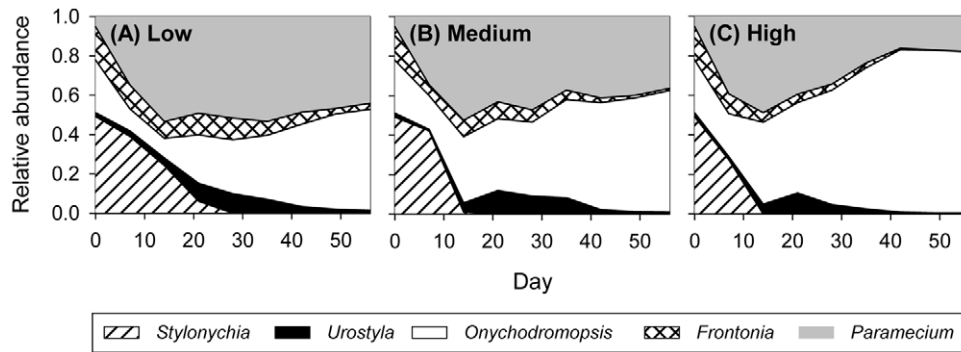 (A) Low (B) Medium (C) High
Relative abundance
1.0
0.8
0.6
0.4
0.2
0.0
0 10 20 30 40 50 0 10 20 30 40 50 0 10 20 30 40 50
Day
Stylonychia Urostyla Onychodromopsis Frontonia Paramecium